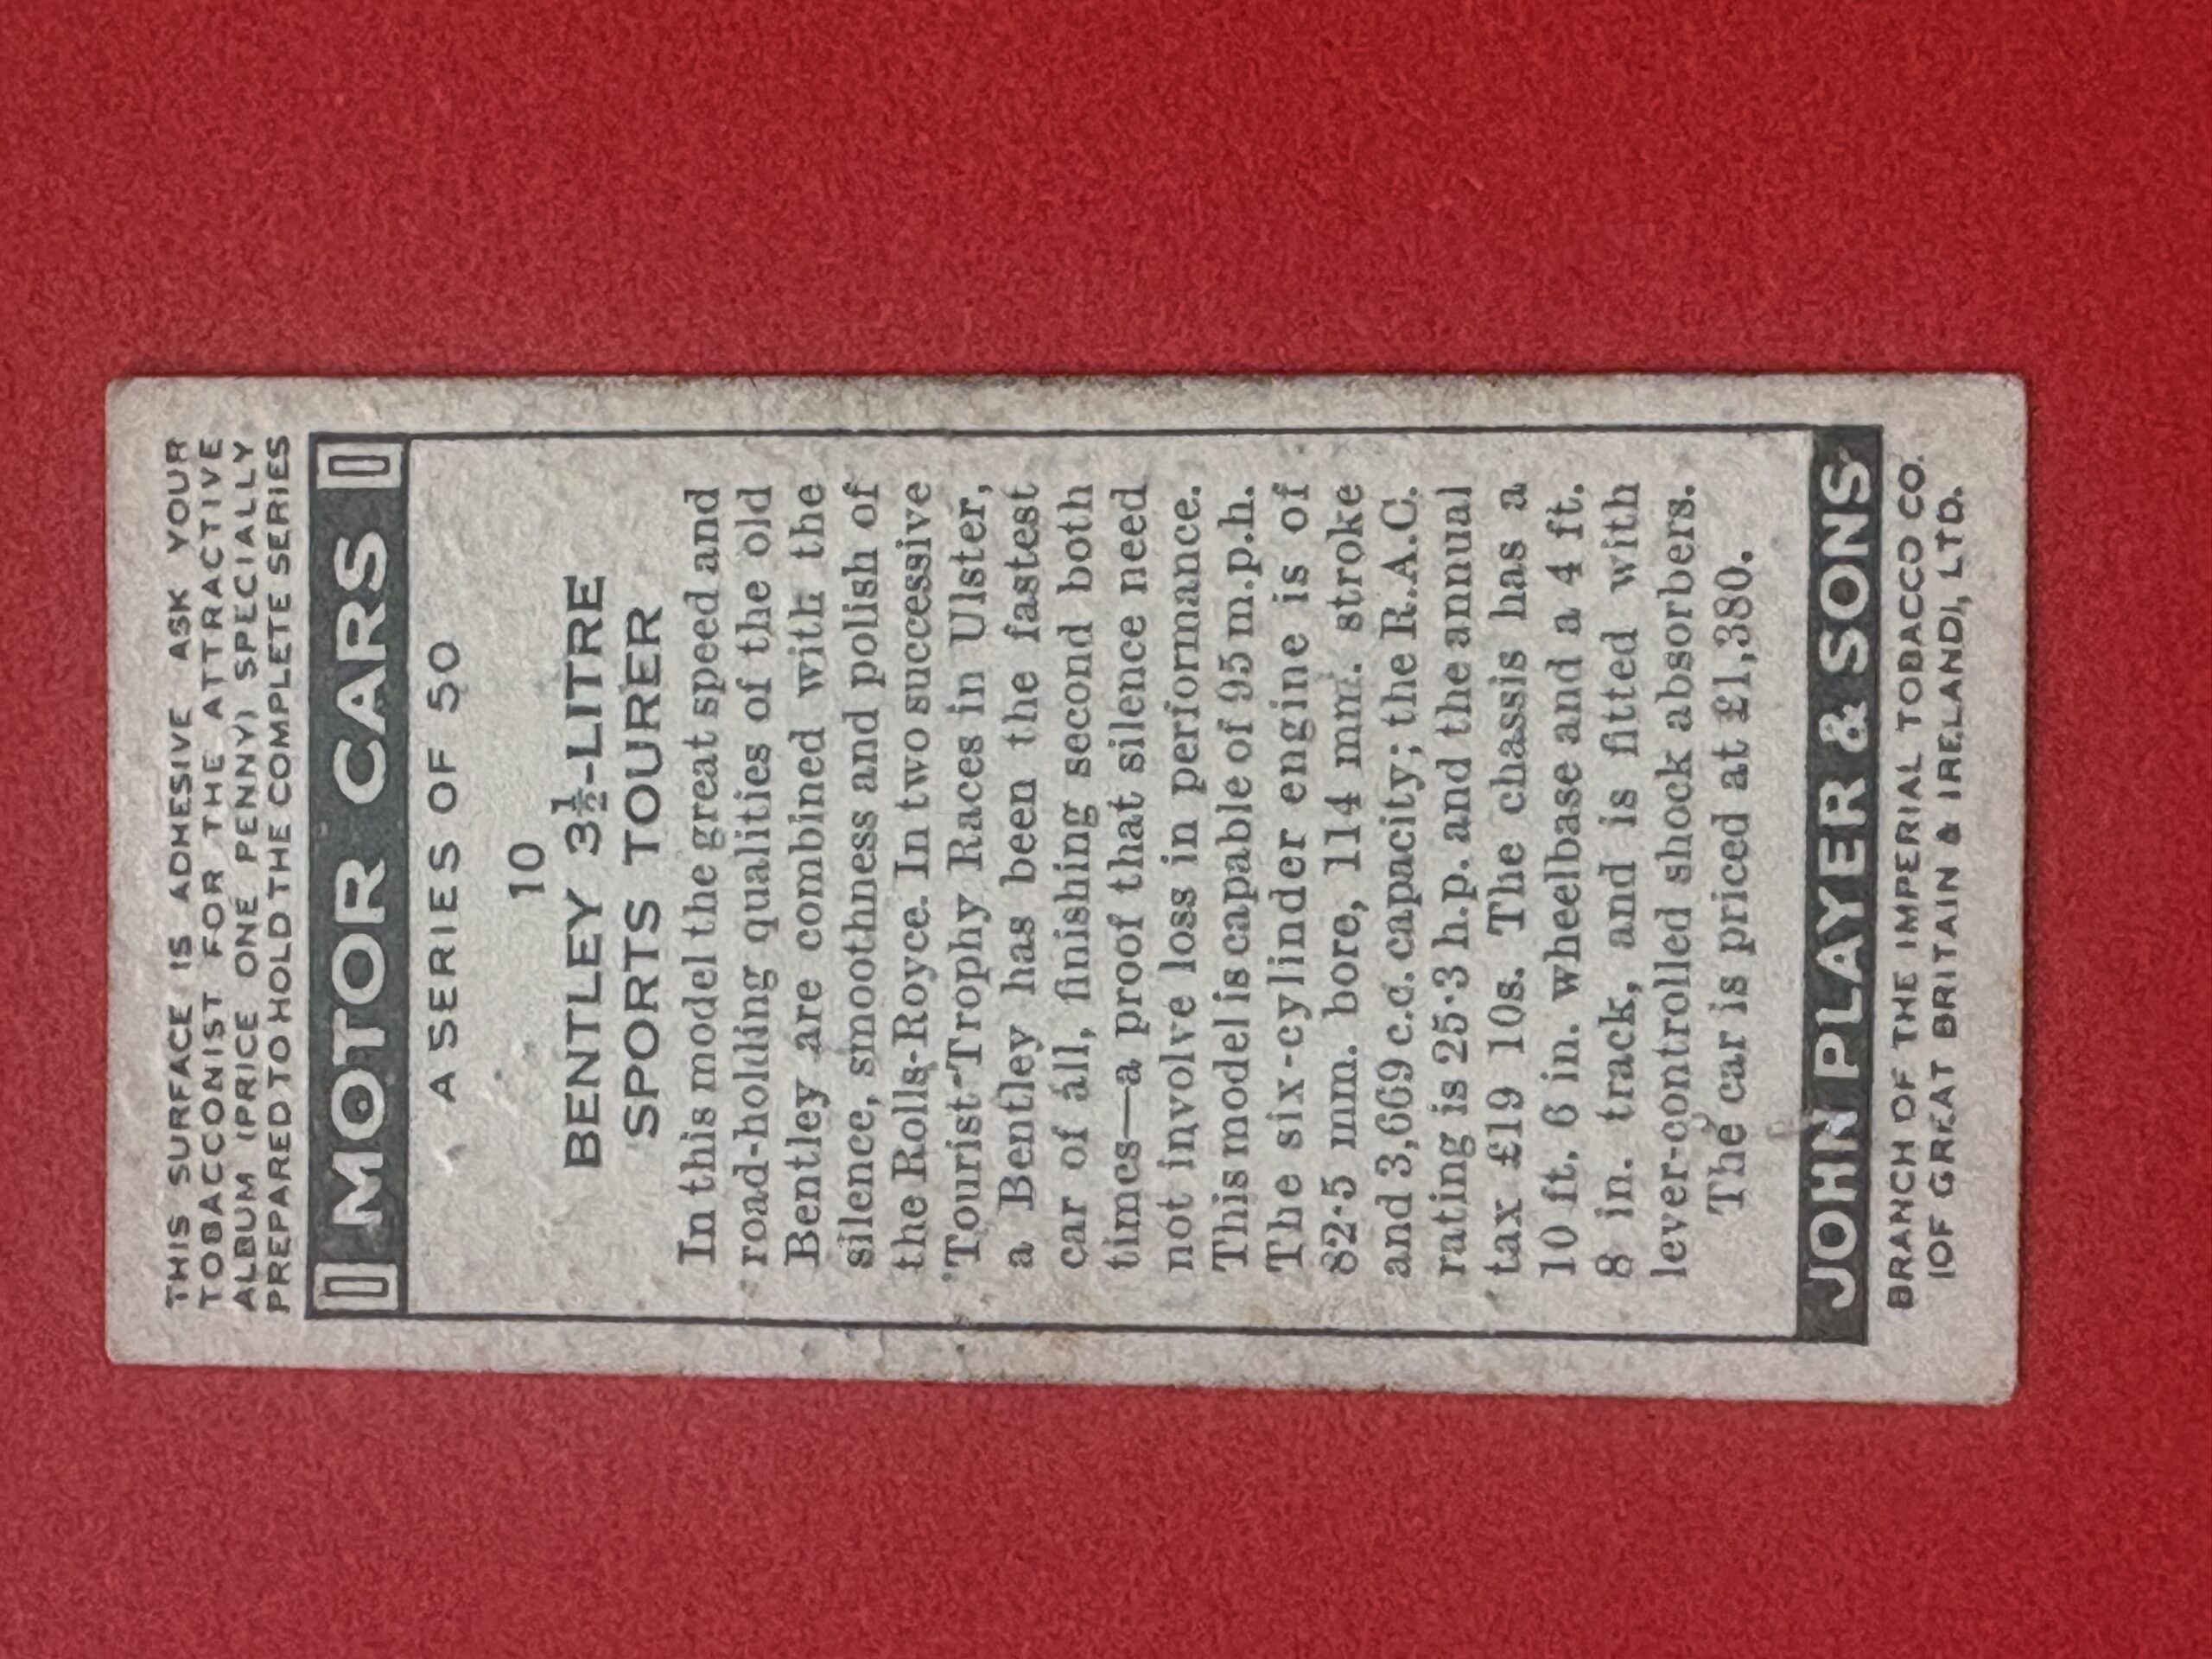 THIS SURFACE IS ADHESIVE ASK YOUR
TOBACCONIST FOR THE ATTRACTIVE
ALBUM (PRICE ONE PENNY) SPECIALLY
PREPARED TO HOLD THE COMPLETE SERIES
MOTOR CARS
A SERIES OF 50
10
BENTLEY 3½-LITRE
SPORTS TOURER
In this model the great speed and
road-holding qualities of the old
Bentley are combined with the
silence, smoothness and polish of
the Rolls-Royce. In two successive
Tourist Trophy Races in Ulster,
a Bentley has been the fastest
car of all, finishing second both
times—a proof that silence need
not involve loss in performance.
This model is capable of 95 m.p.h.
The six-cylinder engine is of
82·5 mm. bore, 114 mm. stroke
and 3,669 c.c. capacity; the R.A.C.
rating is 25·3 h.p. and the annual
tax £19 10s. The chassis has a
10 ft. 6 in. wheelbase and a 4 ft.
8 in. track, and is fitted with
lever-controlled shock absorbers.
The car is priced at £1,380.
JOHN PLAYER & SONS
BRANCH OF THE IMPERIAL TOBACCO CO.
(OF GREAT BRITAIN & IRELAND), LTD.